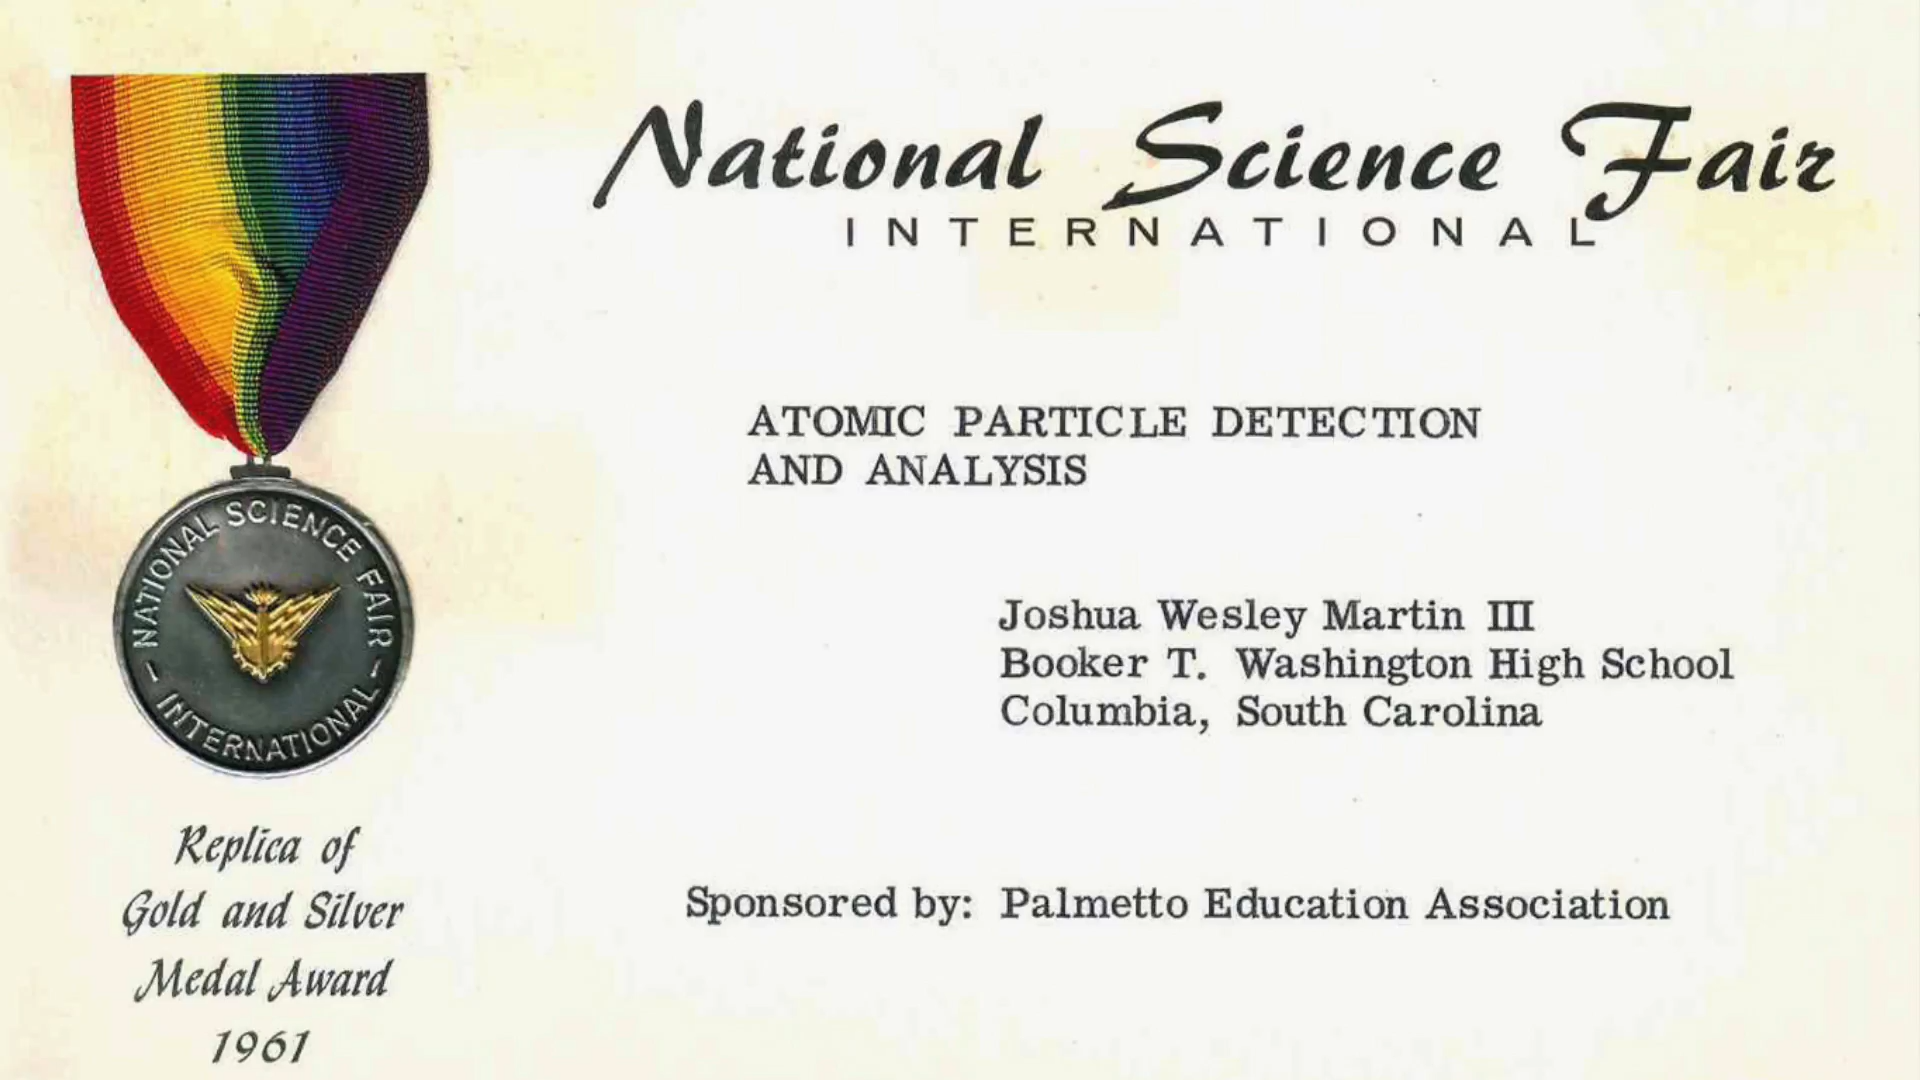 National Science Fair
INTERNATIONAL
ATOMIC PARTICLE DETECTION
AND ANALYSIS
Joshua Wesley Martin III
Booker T. Washington High School
Columbia, South Carolina
Sponsored by: Palmetto Education Association
NATIONAL SCIENCE FAIR
- INTERNATIONAL -
Replica of
Gold and Silver
Medal Award
1961